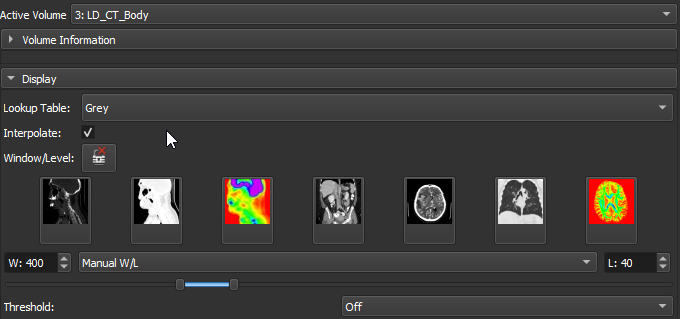 Active Volume 3: LD_CT_Body
Volume Information
Display
Lookup Table: Grey
Interpolate:
Window/Level:
W: 400 Manual W/L L: 40
Threshold: Off